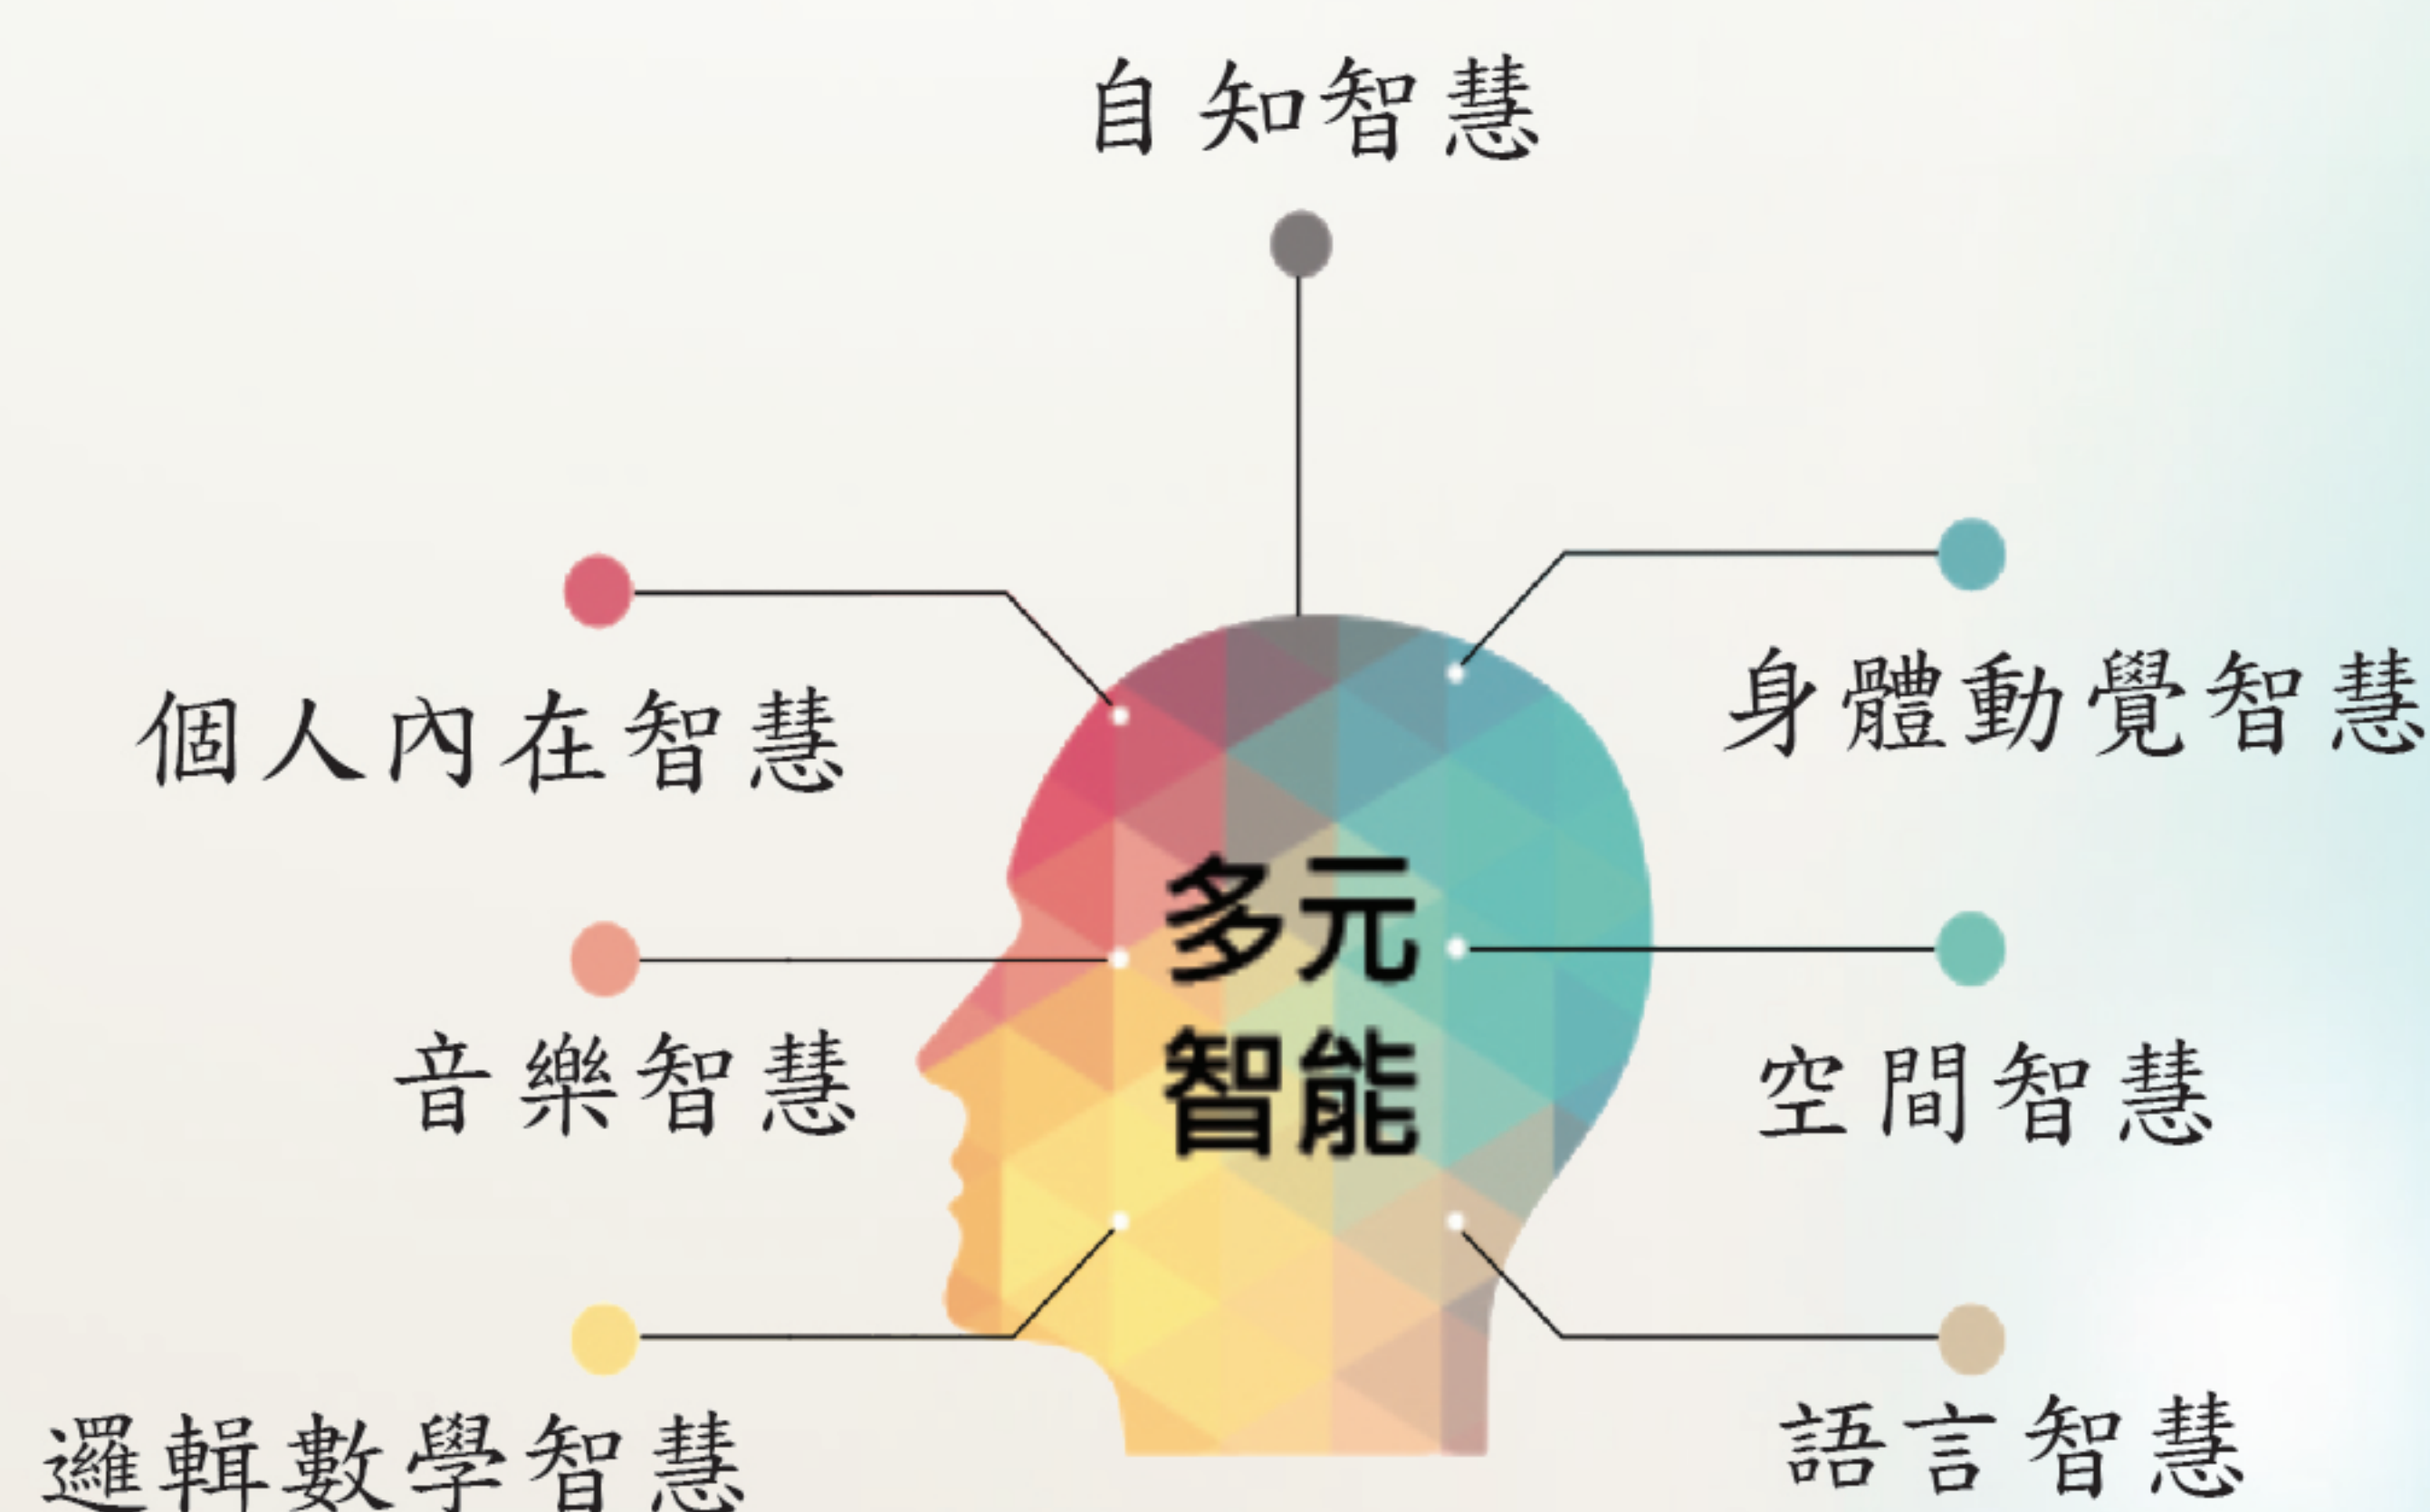 自知智慧
個人內在智慧
身體動覺智慧
多元
智能
音樂智慧
空間智慧
邏輯數學智慧
語言智慧